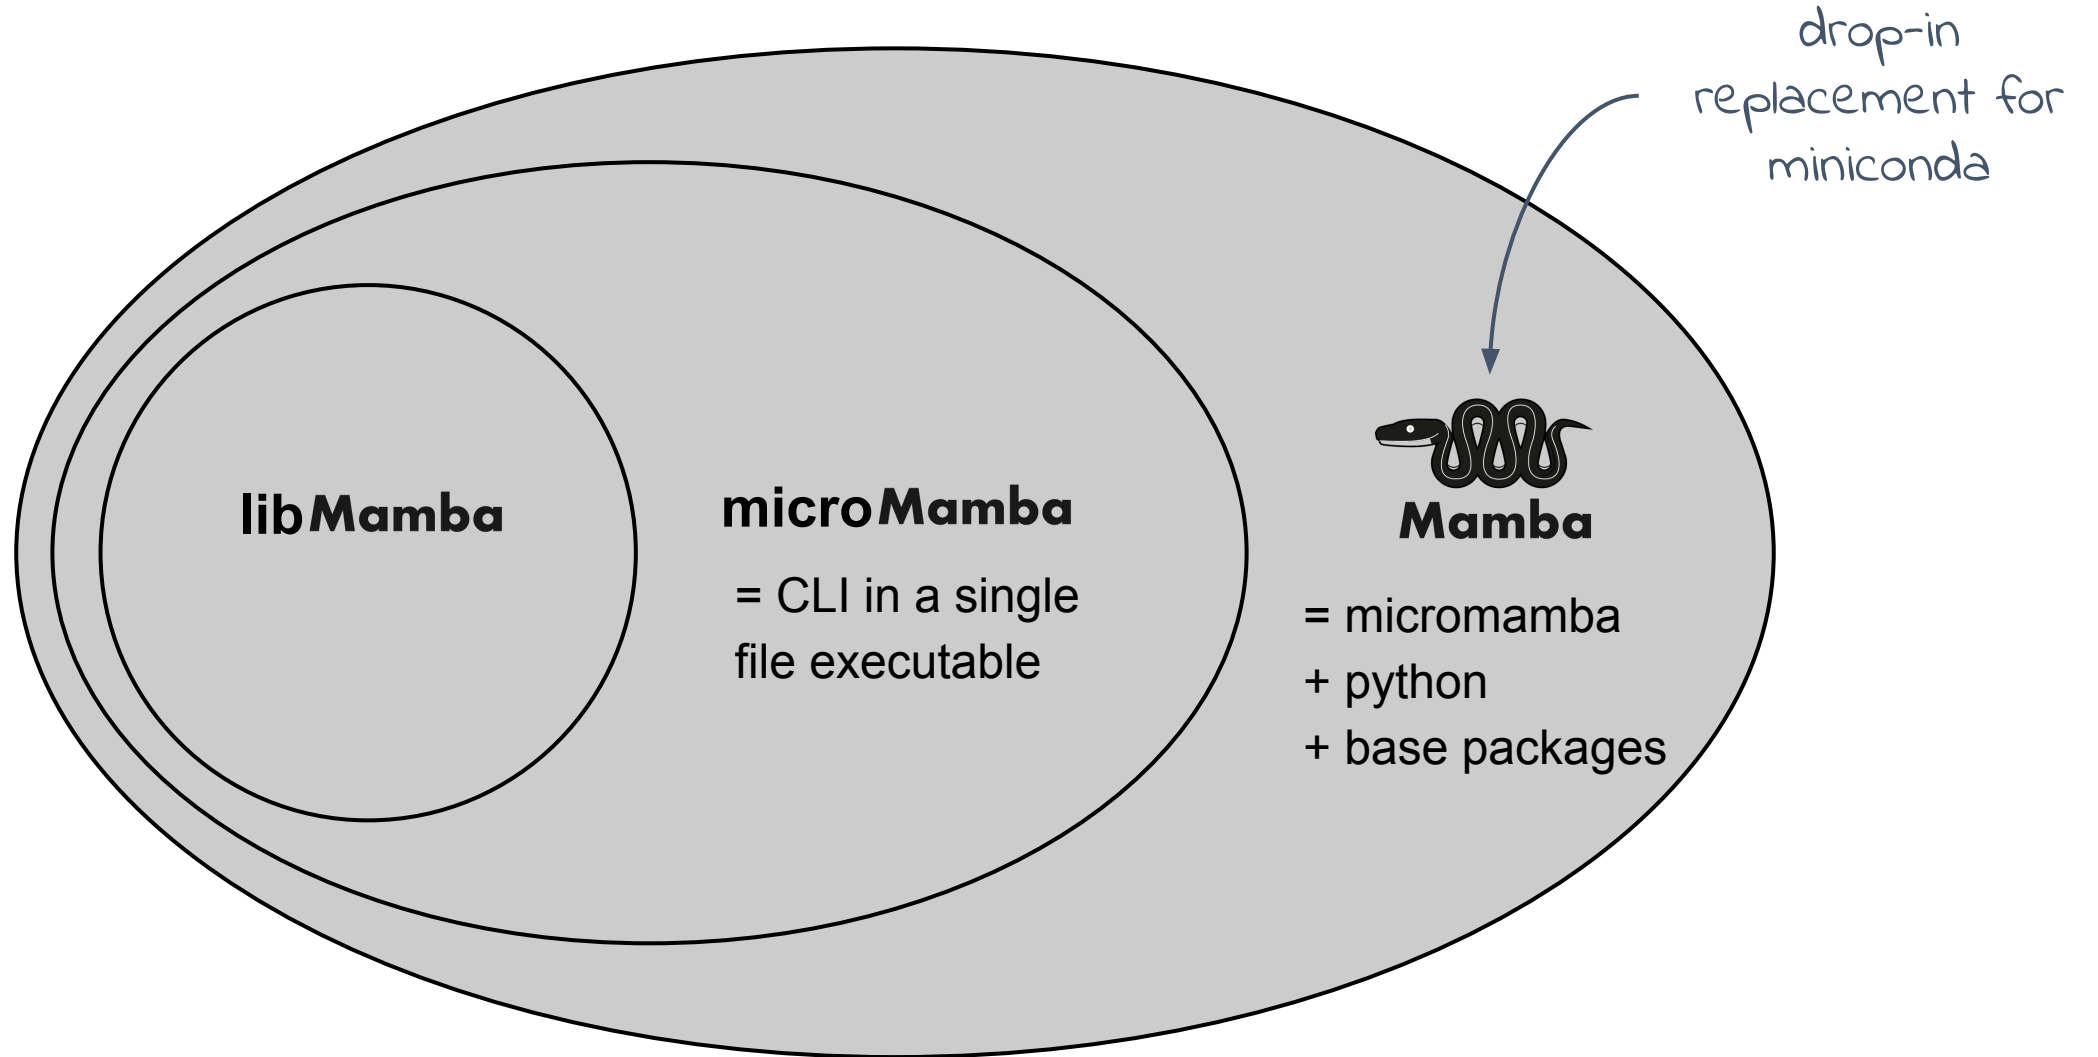 drop-in
replacement for
miniconda
libMamba
microMamba
= CLI in a single
file executable
Mamba
= micromamba
+ python
+ base packages